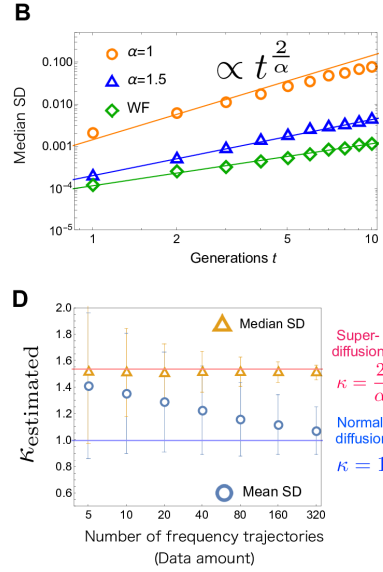 B
α=1
α=1.5
WF
∝ t^{2/α}
Median SD
0.100
0.010
0.001
10⁻⁴
10⁻⁵
1
2
5
10
Generations t
D
κestimated
2.0
1.8
1.6
1.4
1.2
1.0
0.8
0.6
Median SD
Mean SD
Super-
diffusion
κ = 2/α
Normal
diffusion
κ = 1
5
10
20
40
80
160
320
Number of frequency trajectories
(Data amount)